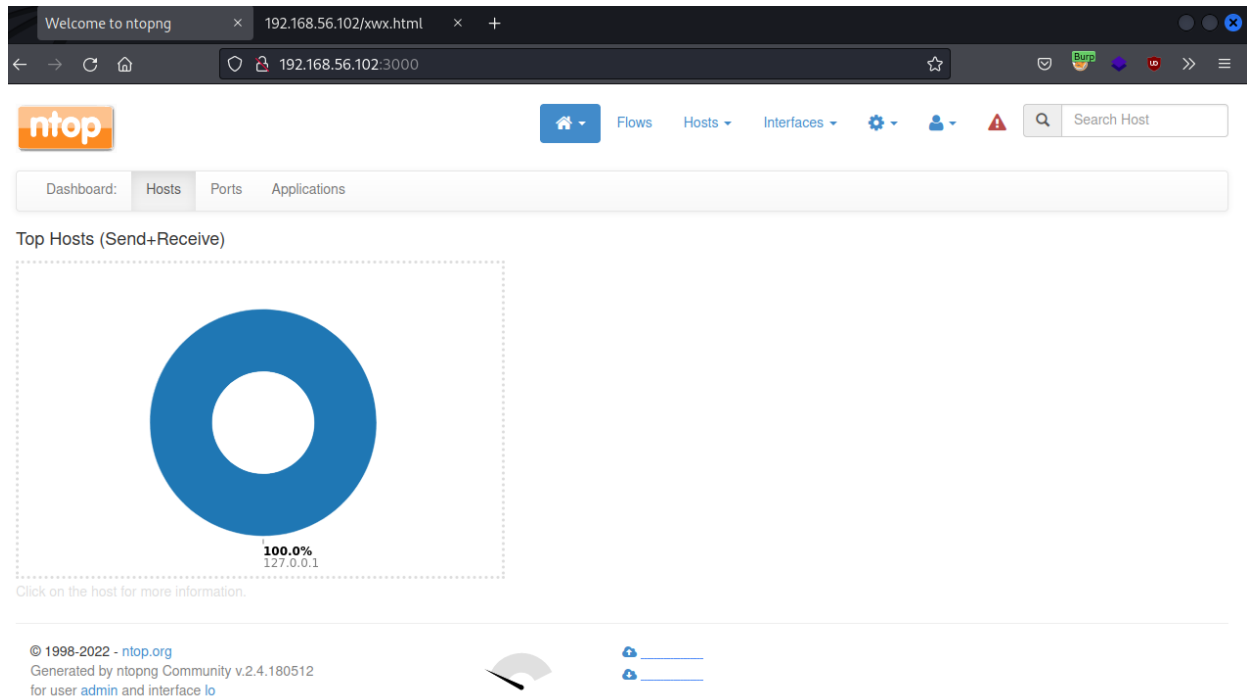 Welcome to ntopng × 192.168.56.102/xwx.html × +
192.168.56.102:3000 Burp
ntop Flows Hosts Interfaces Search Host
Dashboard: Hosts Ports Applications
Top Hosts (Send+Receive)
100.0%
127.0.0.1
Click on the host for more information.
© 1998-2022 - ntop.org
Generated by ntopng Community v.2.4.180512
for user admin and interface lo